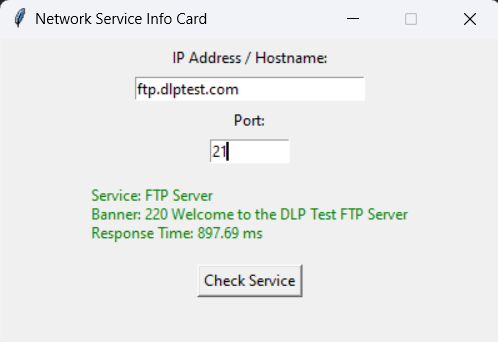 Network Service Info Card
IP Address / Hostname:
ftp.dlptest.com
Port:
21
Service: FTP Server
Banner: 220 Welcome to the DLP Test FTP Server
Response Time: 897.69 ms
Check Service